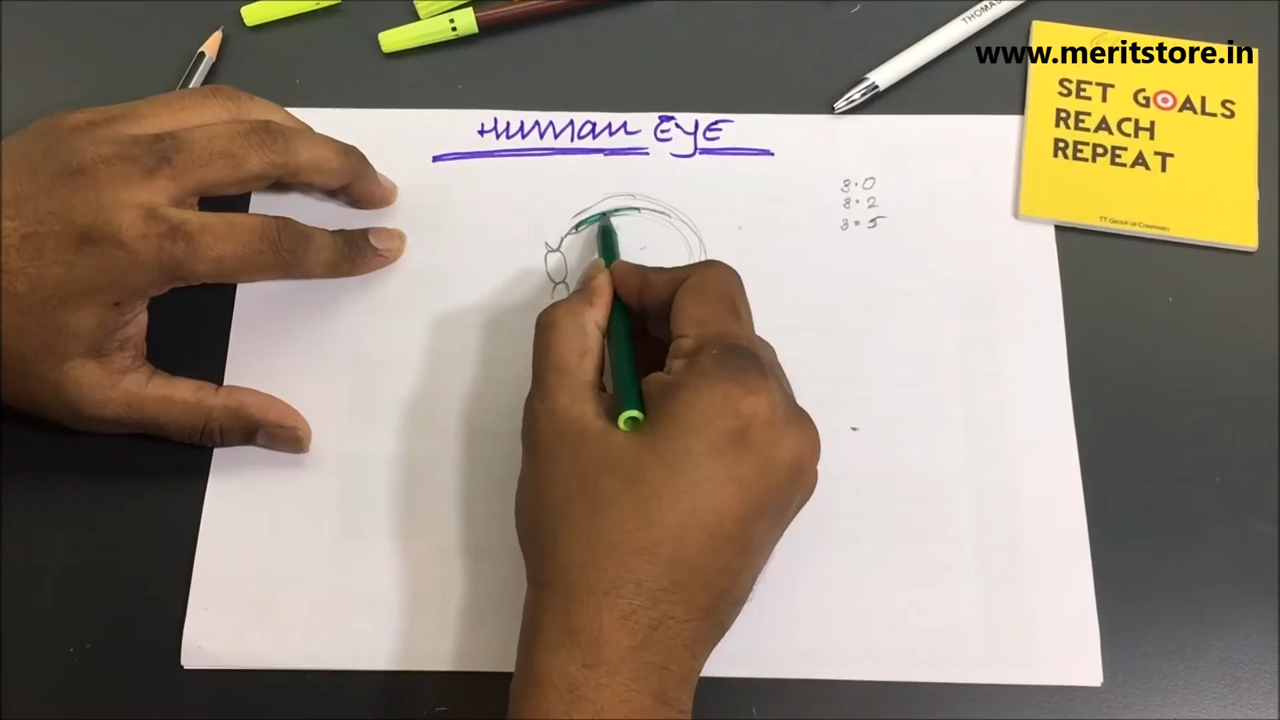 www.meritstore.in
THOMAS
SET GOALS
REACH
REPEAT
HUMAN EYE
3.0
3.2
3.5